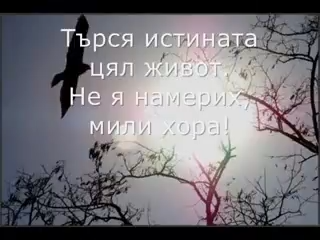 Търся истината
цял живот.
Не я намерих,
мили хора!